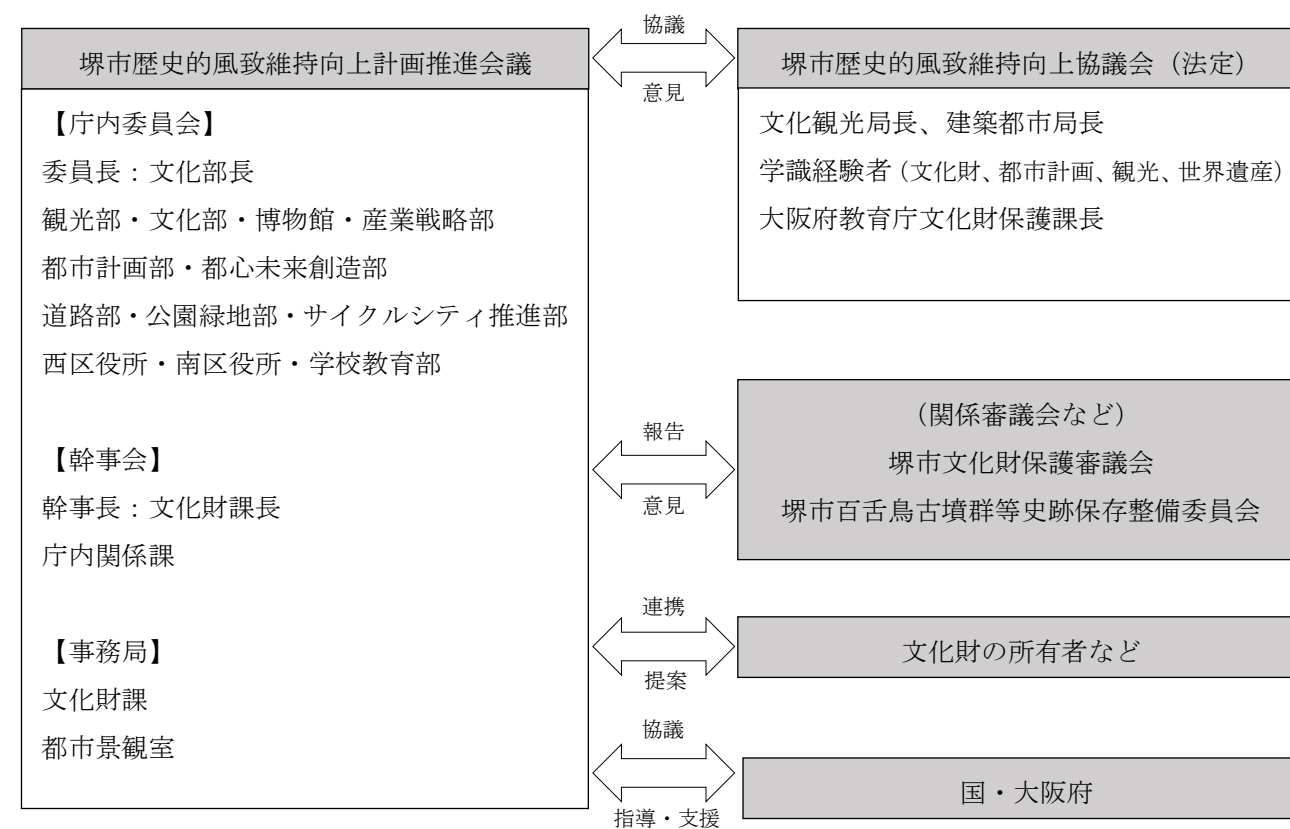 堺市歴史的風致維持向上計画推進会議
【庁内委員会】
委員長：文化部長
観光部・文化部・博物館・産業戦略部
都市計画部・都心未来創造部
道路部・公園緑地部・サイクルシティ推進部
西区役所・南区役所・学校教育部
【幹事会】
幹事長：文化財課長
庁内関係課
【事務局】
文化財課
都市景観室
協議
意見
堺市歴史的風致維持向上協議会（法定）
文化観光局長、建築都市局長
学識経験者（文化財、都市計画、観光、世界遺産）
大阪府教育庁文化財保護課長
報告
意見
（関係審議会など）
堺市文化財保護審議会
堺市百舌鳥古墳群等史跡保存整備委員会
連携
提案
文化財の所有者など
協議
指導・支援
国・大阪府